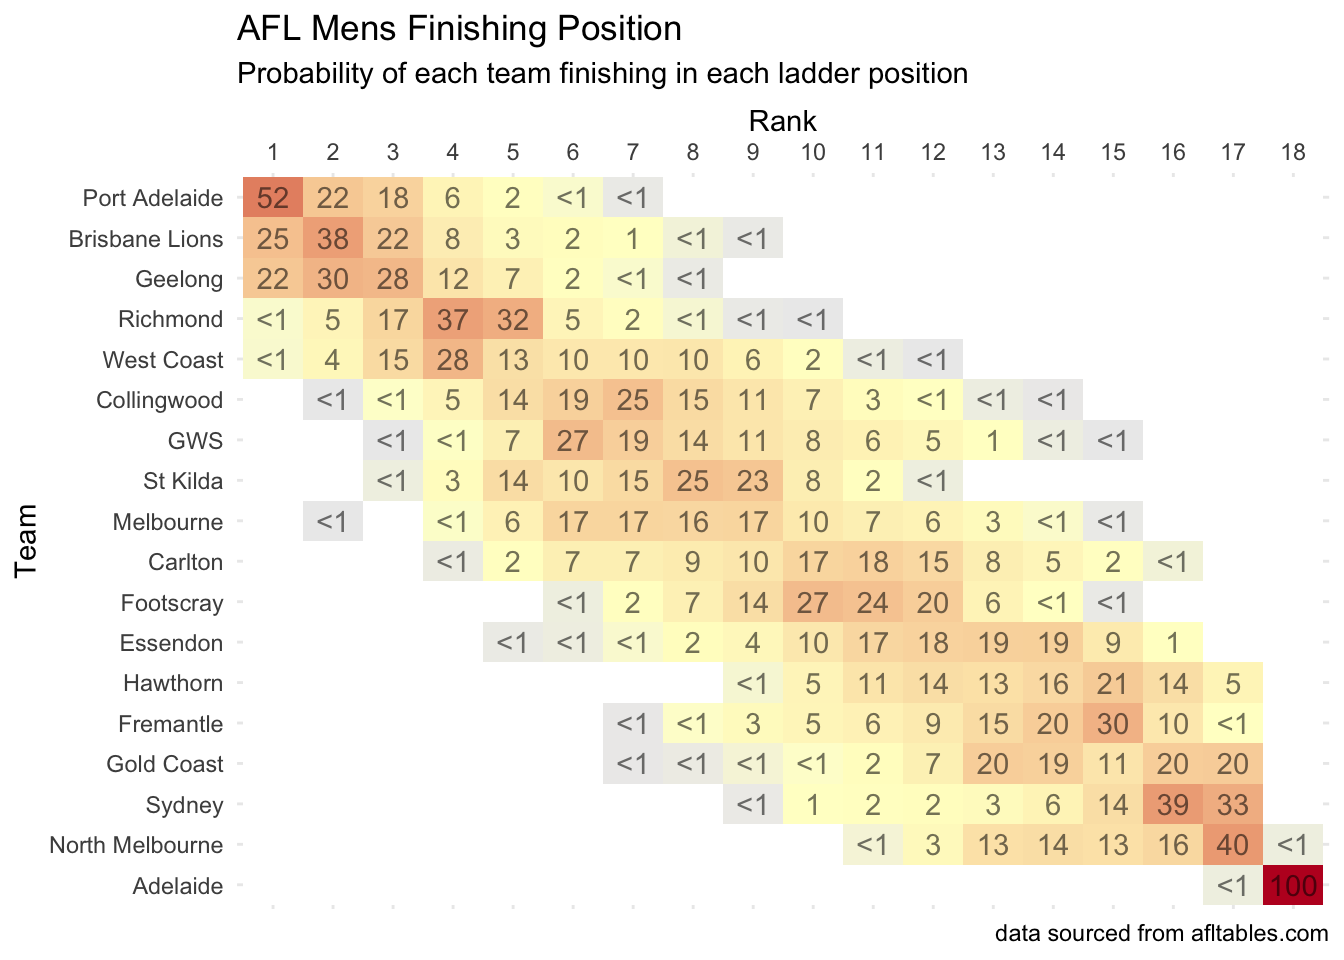 AFL Mens Finishing Position
Probability of each team finishing in each ladder position
Rank
1 2 3 4 5 6 7 8 9 10 11 12 13 14 15 16 17 18
Team
Port Adelaide 52 22 18 6 2 <1 <1
Brisbane Lions 25 38 22 8 3 2 1 <1 <1
Geelong 22 30 28 12 7 2 <1 <1
Richmond <1 5 17 37 32 5 2 <1 <1 <1
West Coast <1 4 15 28 13 10 10 10 6 2 <1 <1
Collingwood <1 <1 5 14 19 25 15 11 7 3 <1 <1 <1
GWS <1 <1 7 27 19 14 11 8 6 5 1 <1 <1
St Kilda <1 3 14 10 15 25 23 8 2 <1
Melbourne <1 <1 6 17 17 16 17 10 7 6 3 <1 <1
Carlton <1 2 7 7 9 10 17 18 15 8 5 2 <1
Footscray <1 2 7 14 27 24 20 6 <1 <1
Essendon <1 <1 <1 2 4 10 17 18 19 19 9 1
Hawthorn <1 5 11 14 13 16 21 14 5
Fremantle <1 <1 3 5 6 9 15 20 30 10 <1
Gold Coast <1 <1 <1 <1 2 7 20 19 11 20 20
Sydney <1 1 2 2 3 6 14 39 33
North Melbourne <1 3 13 14 13 16 40 <1
Adelaide <1 100
data sourced from afltables.com